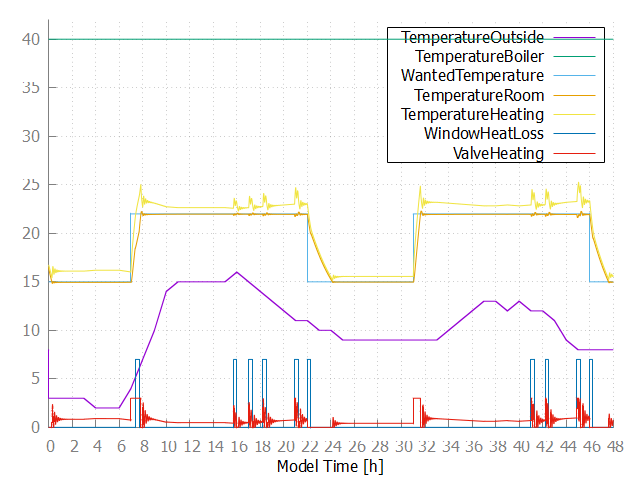 40
35
30
25
20
15
10
5
0
TemperatureOutside
TemperatureBoiler
WantedTemperature
TemperatureRoom
TemperatureHeating
WindowHeatLoss
ValveHeating
0 2 4 6 8 10 12 14 16 18 20 22 24 26 28 30 32 34 36 38 40 42 44 46 48
Model Time [h]